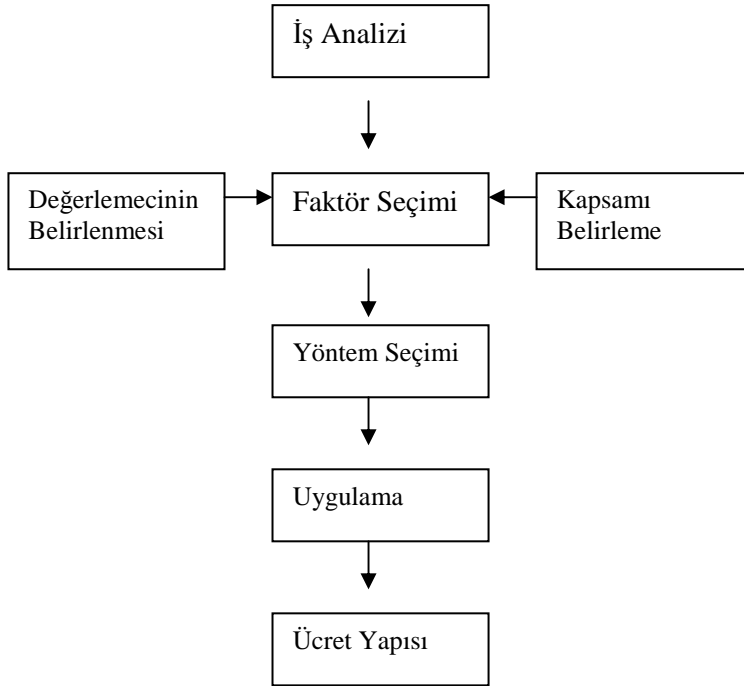 İş Analizi
Değerlemecinin
Belirlenmesi
Faktör Seçimi
Kapsamı
Belirleme
Yöntem Seçimi
Uygulama
Ücret Yapısı